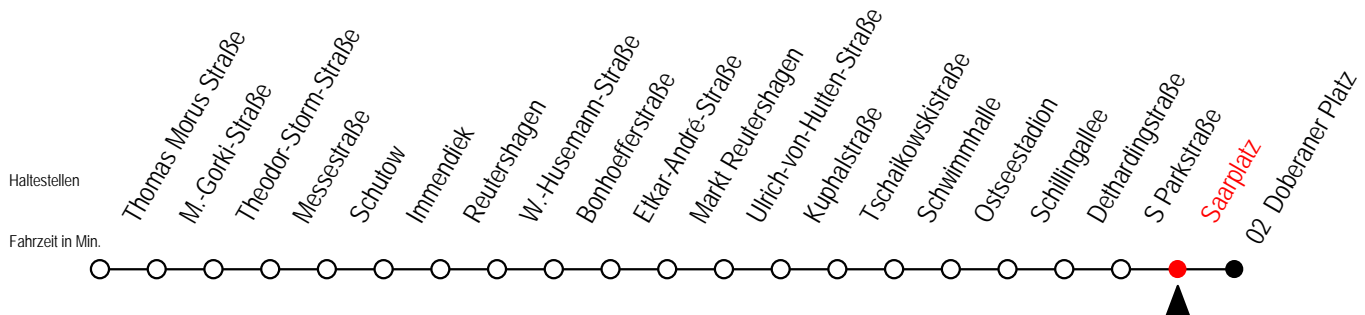 Haltestellen
Thomas Morus Straße
M.-Gorki-Straße
Theodor-Storm-Straße
Messestraße
Schutow
Immendiek
Reutershagen
W.-Husemann-Straße
Bonhoefferstraße
Etkar-André-Straße
Markt Reutershagen
Ulrich-von-Hutten-Straße
Kuphalstraße
Tschaikowskistraße
Schwimmhalle
Ostseestadion
Schillingallee
Dethardingstraße
S Parkstraße
Saarplatz
02 Doberaner Platz
Fahrzeit in Min.